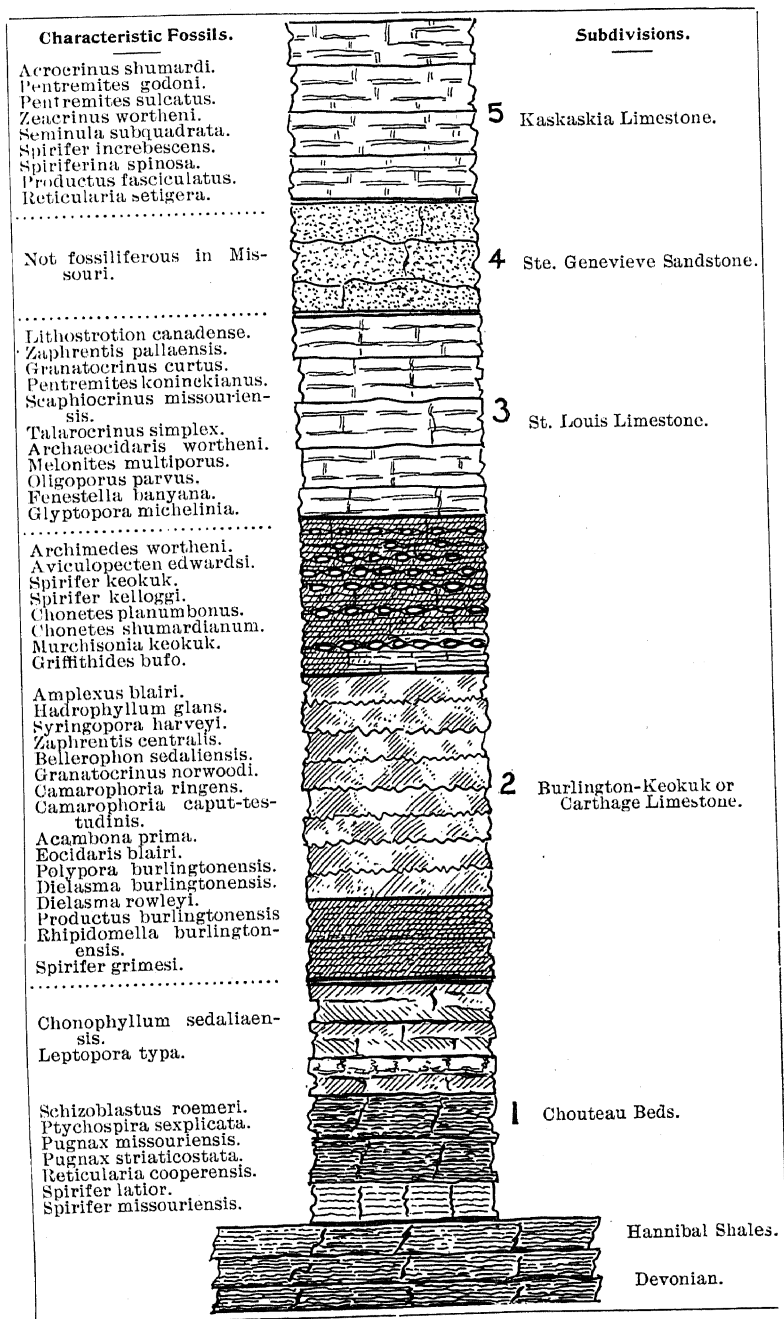 Characteristic Fossils.
Acrocrinus shumardi.
Pentremites godoni.
Pentremites sulcatus.
Zeacrinus wortheni.
Seminula subquadrata.
Spirifer increbescens.
Spiriferina spinosa.
Productus fasciculatus.
Reticularia setigera.
Not fossiliferous in Mis-
souri.
Lithostrotion canadense.
Zaphrentis pallaensis.
Granatocrinus curtus.
Pentremites koninckianus.
Scaphiocrinus missourien-
sis.
Talarocrinus simplex.
Archaeocidaris wortheni.
Melonites multiporus.
Oligoporus parvus.
Fenestella banyana.
Glyptopora michelinia.
Archimedes wortheni.
Aviculopecten edwardsi.
Spirifer keokuk.
Spirifer kelloggi.
Chonetes planumbonus.
Chonetes shumardianum.
Murchisonia keokuk.
Griffithides bufo.
Amplexus blairi.
Hadrophyllum glans.
Syringopora harveyi.
Zaphrentis centralis.
Bellerophon sedaliensis.
Granatocrinus norwoodi.
Camarophoria ringens.
Camarophoria caput-tes-
tudinis.
Acambona prima.
Eocidaris blairi.
Polypora burlingtonensis.
Dielasma burlingtonensis.
Dielasma rowleyi.
Productus burlingtonensis
Rhipidomella burlington-
ensis.
Spirifer grimesi.
Chonophyllum sedaliaen-
sis.
Leptopora typa.
Schizoblastus roemeri.
Ptychospira sexplicata.
Pugnax missouriensis.
Pugnax striaticostata.
Reticularia cooperensis.
Spirifer latior.
Spirifer missouriensis.
Subdivisions.
5 Kaskaskia Limestone.
4 Ste. Genevieve Sandstone.
3 St. Louis Limestone.
2 Burlington-Keokuk or
Carthage Limestone.
1 Chouteau Beds.
Hannibal Shales.
Devonian.